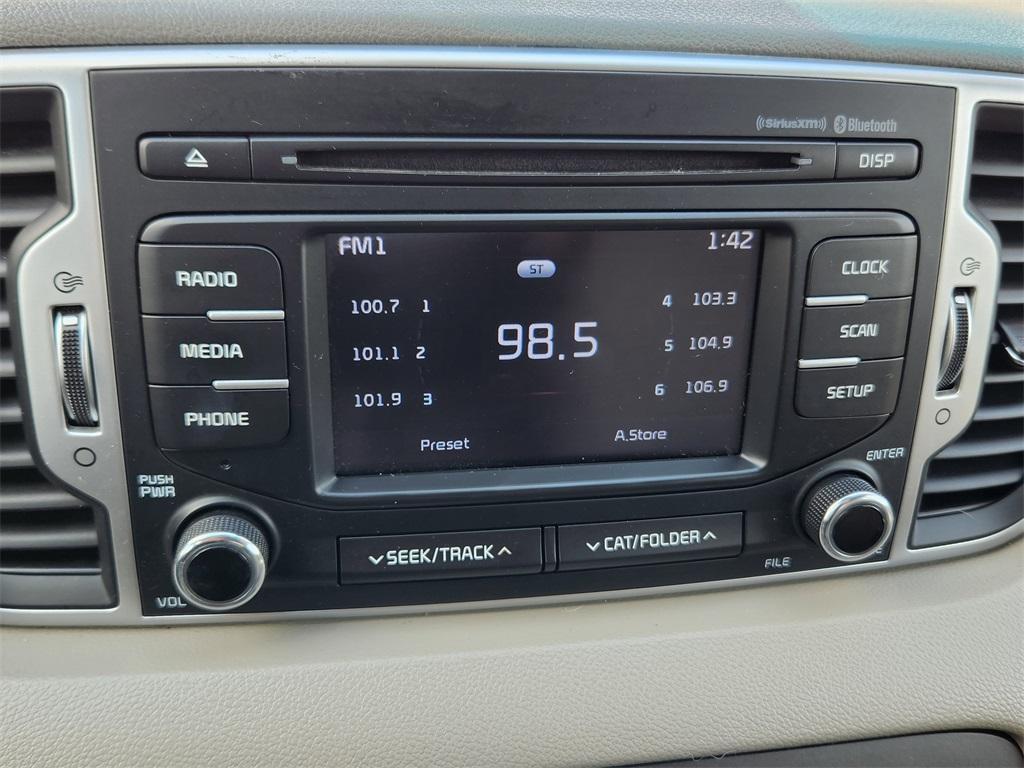 SiriusXM Bluetooth
DISP
FM1 1:42
ST
RADIO
CLOCK
100.7 1
4 103.3
98.5
SCAN
MEDIA
101.1 2
5 104.9
101.9 3
6 106.9
SETUP
PHONE
Preset
A.Store
PUSH
PWR
ENTER
SEEK/TRACK
CAT/FOLDER
FILE
VOL